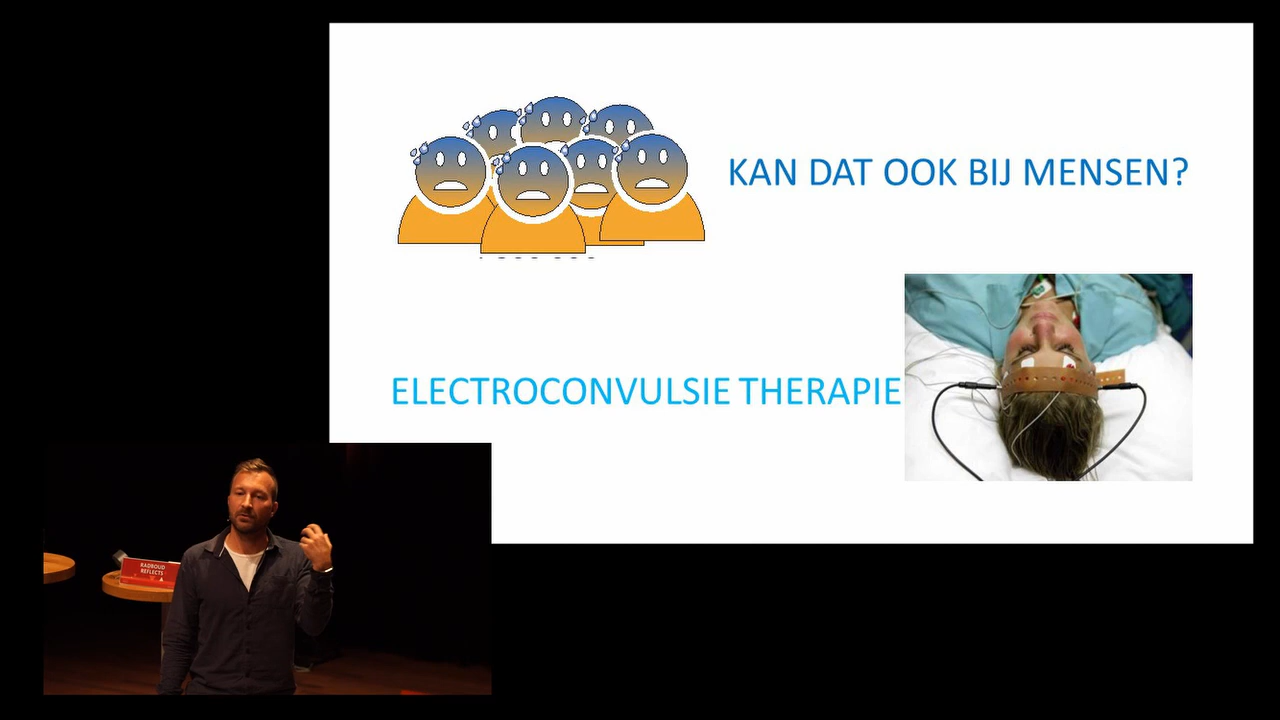 KAN DAT OOK BIJ MENSEN?
ELECTROCONVULSIE THERAPIE
RADBOUD
REFLECTS